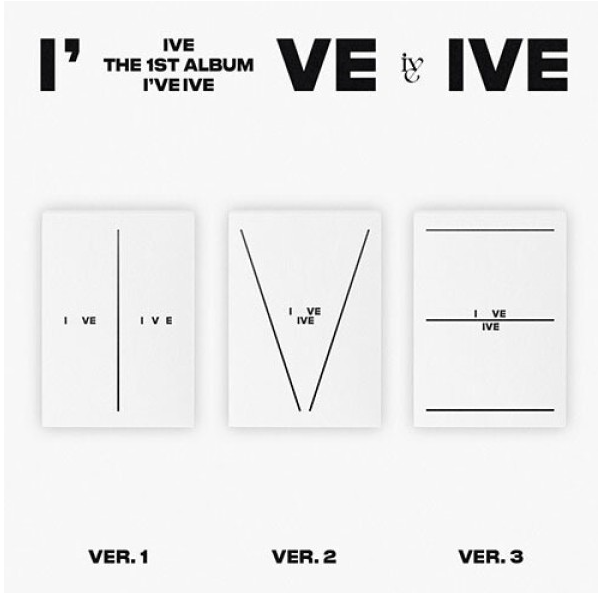 I’
IVE
THE 1ST ALBUM
I’VE IVE
VE
ive
IVE
I VE I V E
I VE
IVE
I VE
IVE
VER. 1 VER. 2 VER. 3